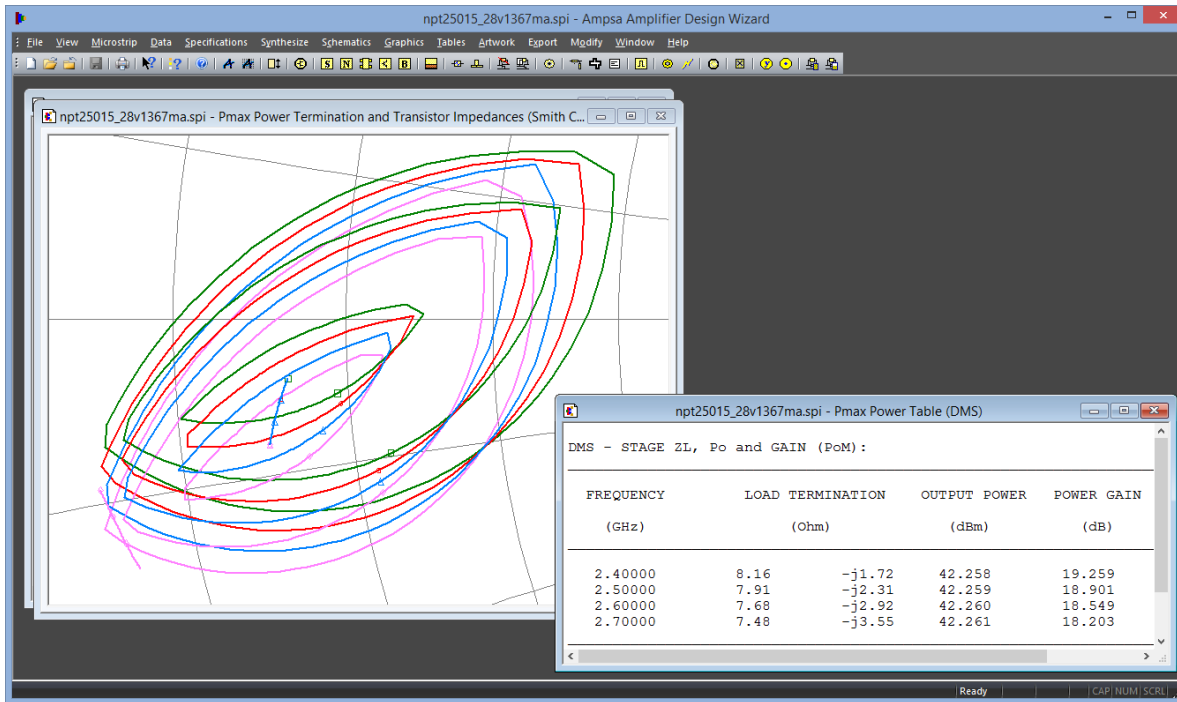 npt25015_28v1367ma.spi - Ampsa Amplifier Design Wizard
File View Microstrip Data Specifications Synthesize Schematics Graphics Tables Artwork Export Modify Window Help
npt25015_28v1367ma.spi - Pmax Power Termination and Transistor Impedances (Smith C...
npt25015_28v1367ma.spi - Pmax Power Table (DMS)
DMS - STAGE ZL, Po and GAIN (PoM):
FREQUENCY LOAD TERMINATION OUTPUT POWER POWER GAIN
(GHz) (Ohm) (dBm) (dB)
2.40000 8.16 -j1.72 42.258 19.259
2.50000 7.91 -j2.31 42.259 18.901
2.60000 7.68 -j2.92 42.260 18.549
2.70000 7.48 -j3.55 42.261 18.203
Ready CAP NUM SCRL